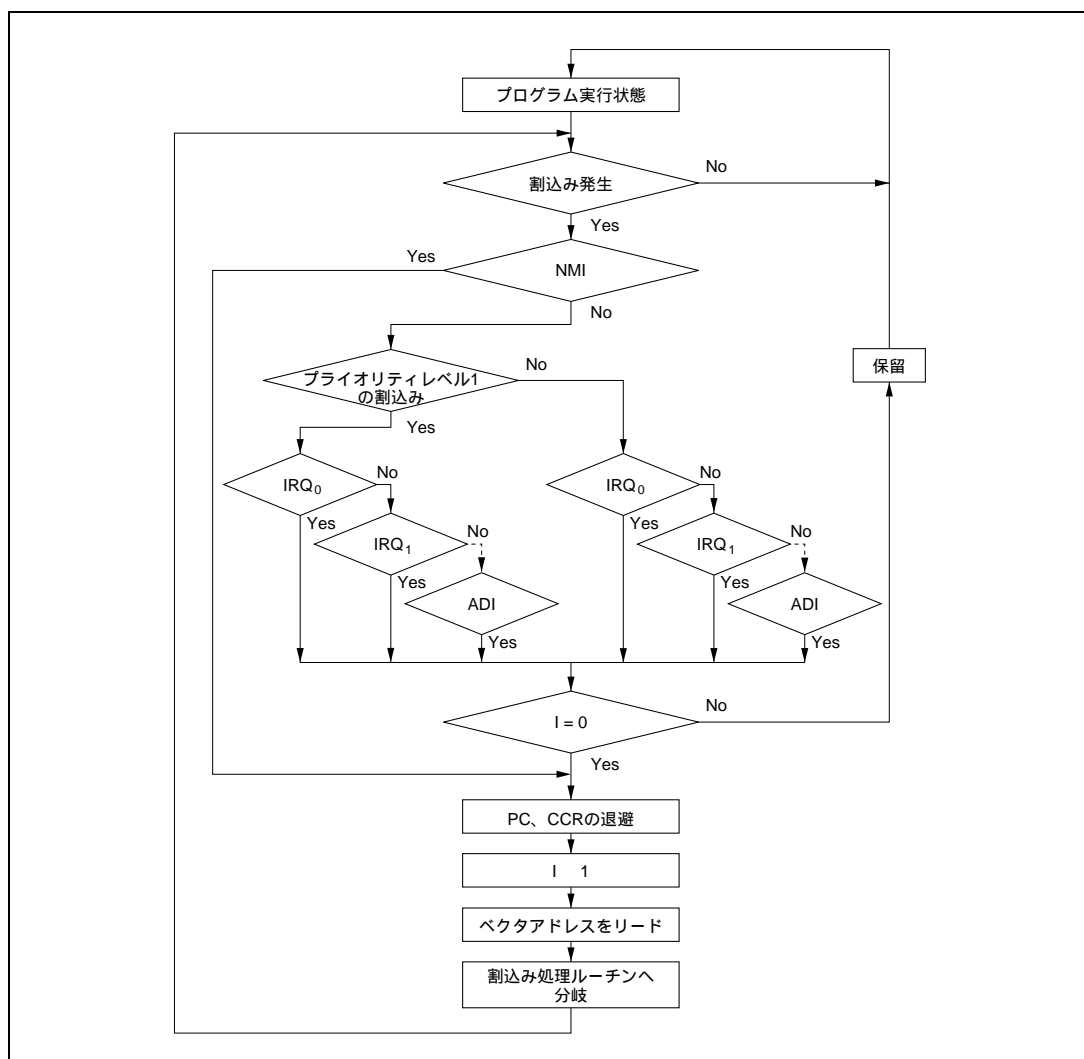 プログラム実行状態
割込み発生
No
Yes
NMI
Yes
No
プライオリティレベル1
の割込み
No
Yes
保留
IRQ0
No
Yes
IRQ1
No
Yes
ADI
Yes
IRQ0
No
Yes
IRQ1
No
Yes
ADI
Yes
I = 0
No
Yes
PC、CCRの退避
I 1
ベクタアドレスをリード
割込み処理ルーチンへ
分岐